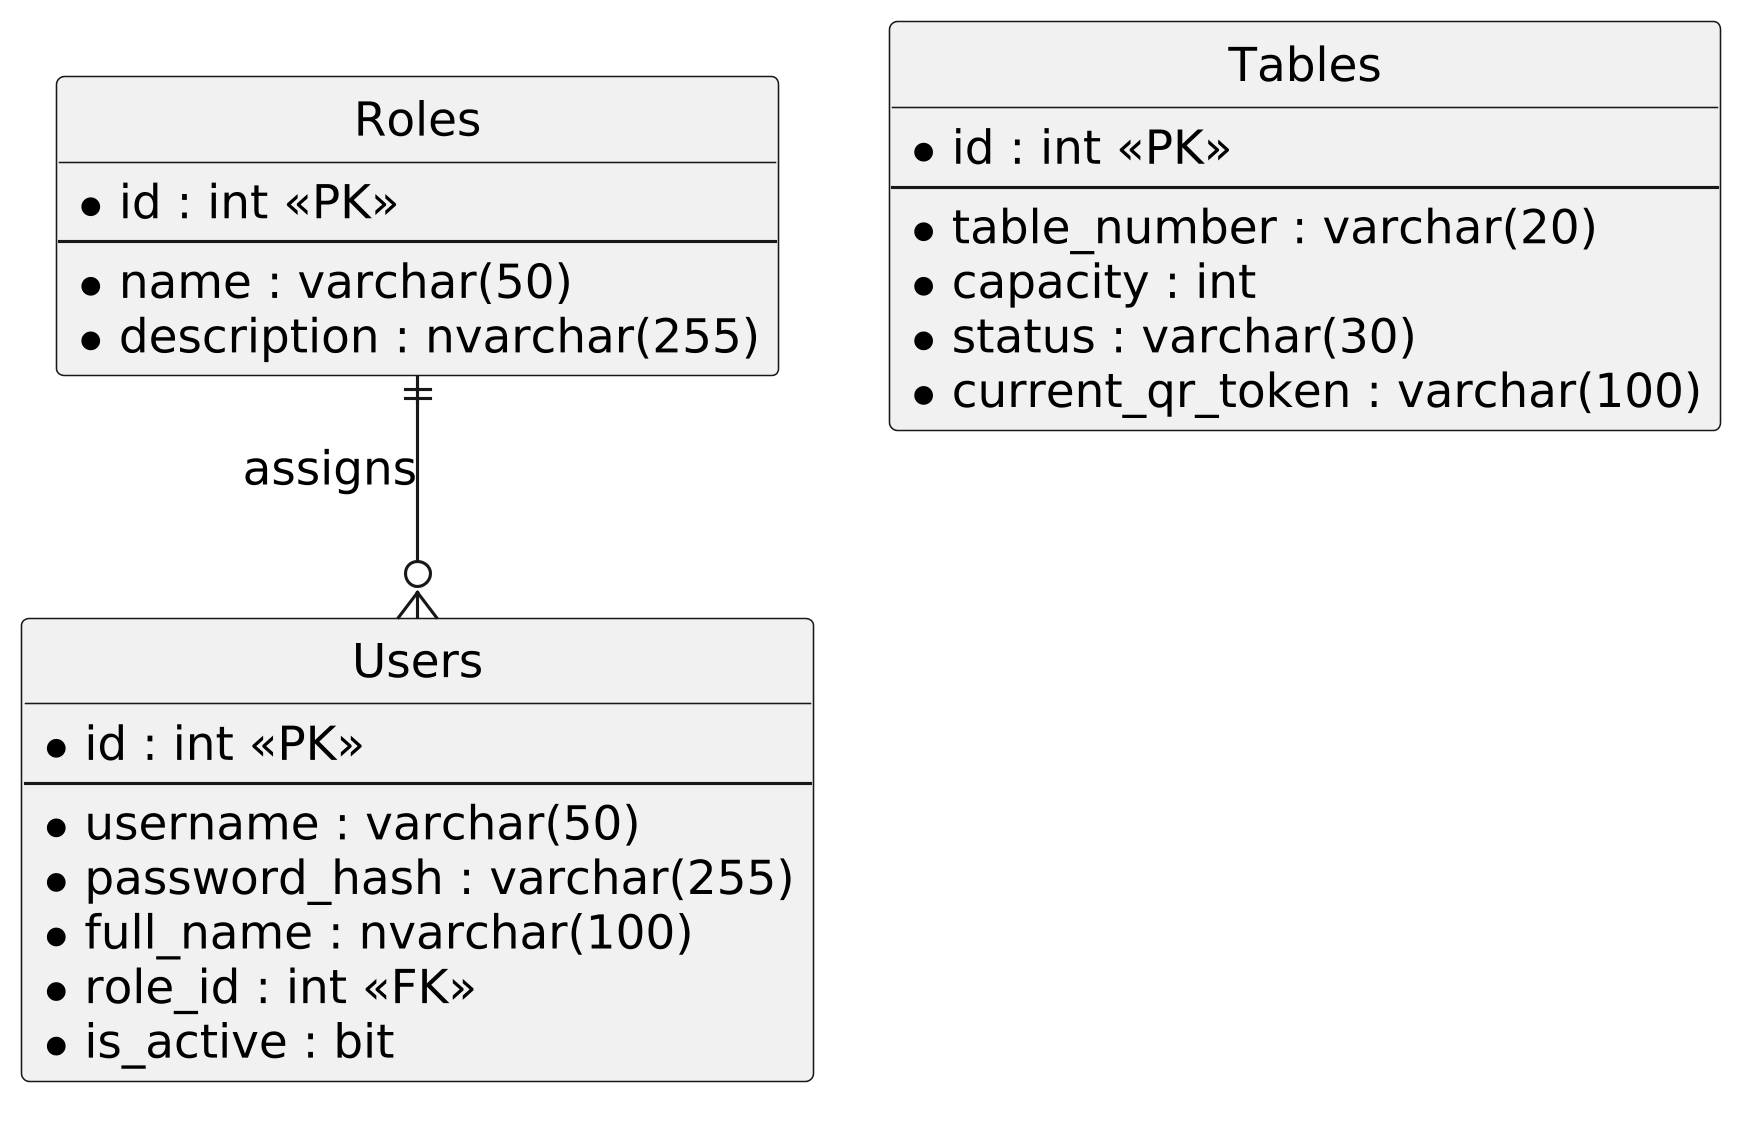 Roles
id : int «PK»
name : varchar(50)
description : nvarchar(255)
Tables
id : int «PK»
table_number : varchar(20)
capacity : int
status : varchar(30)
current_qr_token : varchar(100)
assigns
Users
id : int «PK»
username : varchar(50)
password_hash : varchar(255)
full_name : nvarchar(100)
role_id : int «FK»
is_active : bit